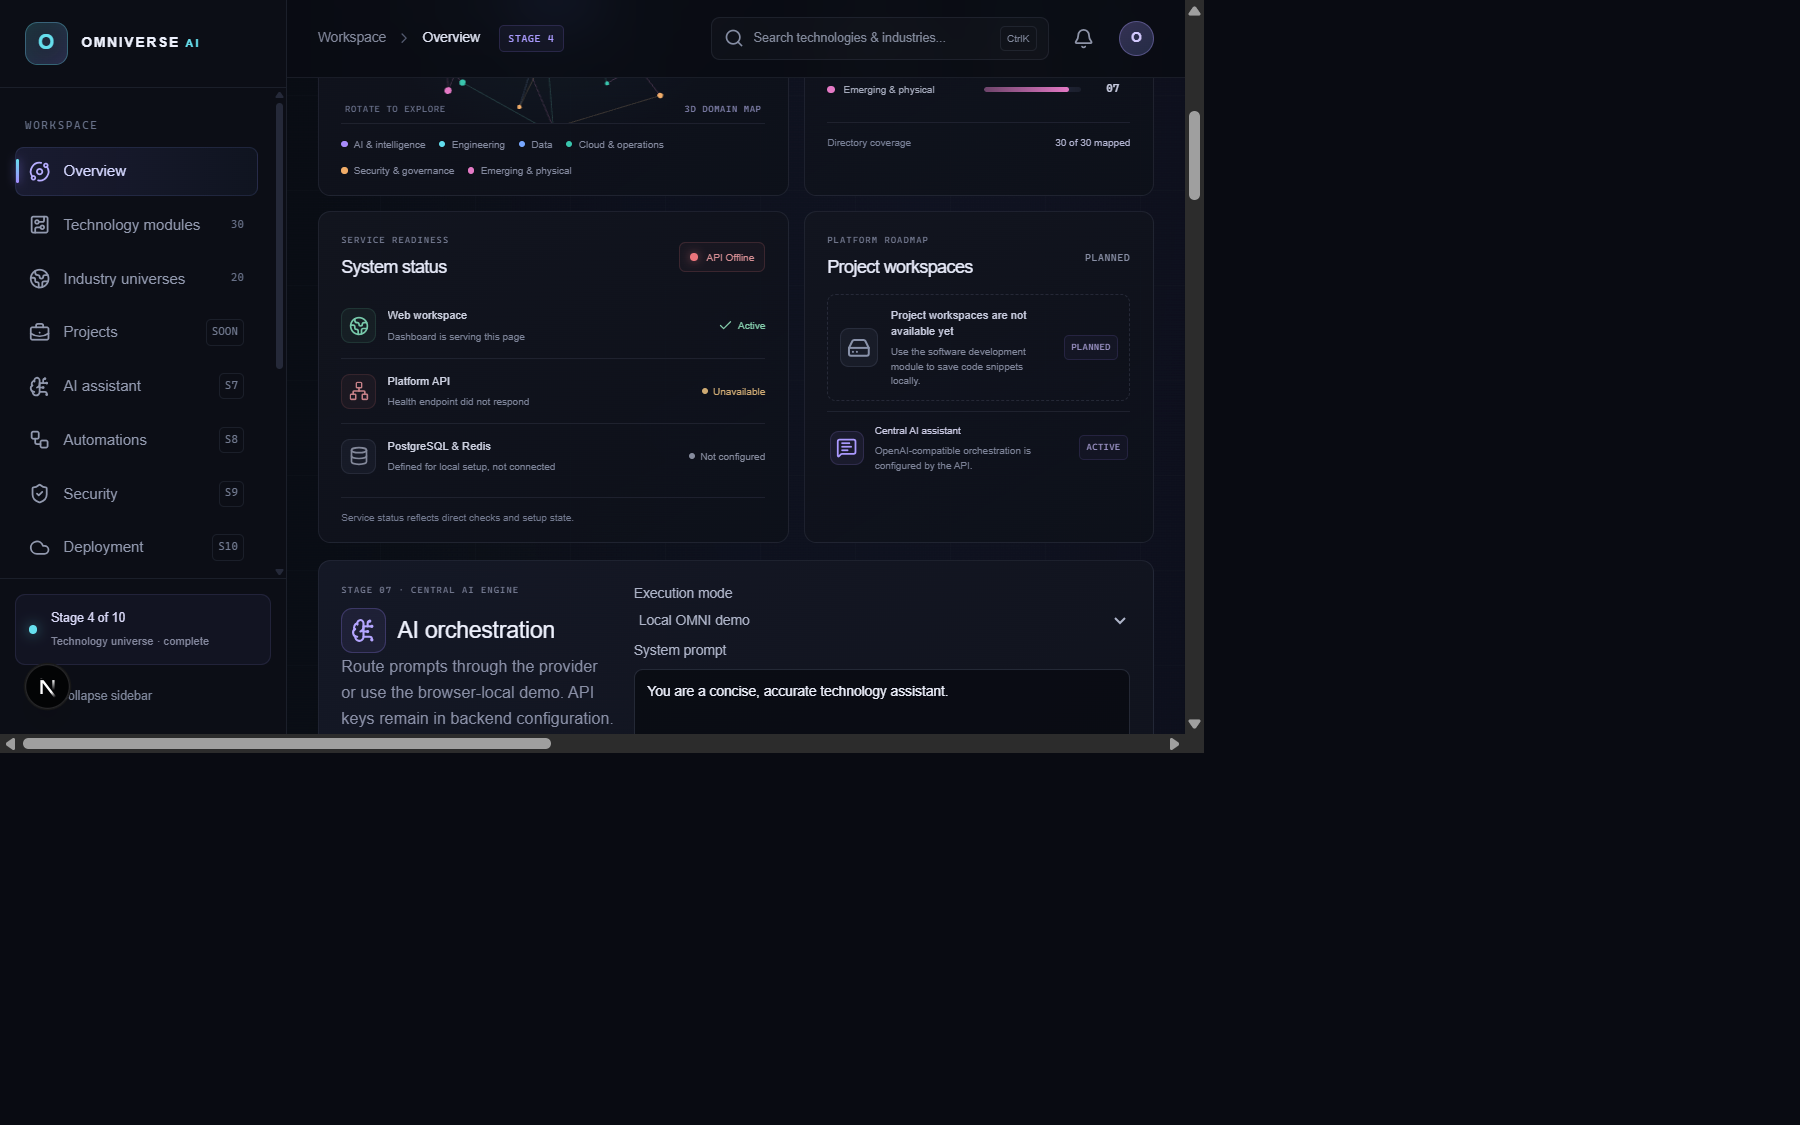 O
OMNIVERSE AI
WORKSPACE
Overview
Technology modules 30
Industry universes 20
Projects SOON
AI assistant S7
Automations S8
Security S9
Deployment S10
Stage 4 of 10
Technology universe · complete
N
ollapse sidebar
Workspace > Overview STAGE 4
Search technologies & industries... CtrlK
O
ROTATE TO EXPLORE 3D DOMAIN MAP
AI & intelligence Engineering Data Cloud & operations
Security & governance Emerging & physical
Emerging & physical 07
Directory coverage 30 of 30 mapped
SERVICE READINESS
System status
API Offline
Web workspace
Dashboard is serving this page
Active
Platform API
Health endpoint did not respond
Unavailable
PostgreSQL & Redis
Defined for local setup, not connected
Not configured
Service status reflects direct checks and setup state.
PLATFORM ROADMAP
Project workspaces
PLANNED
Project workspaces are not
available yet
Use the software development
module to save code snippets
locally.
PLANNED
Central AI assistant
OpenAI-compatible orchestration is
configured by the API.
ACTIVE
STAGE 07 · CENTRAL AI ENGINE
AI orchestration
Route prompts through the provider
or use the browser-local demo. API
keys remain in backend configuration.
Execution mode
Local OMNI demo
System prompt
You are a concise, accurate technology assistant.